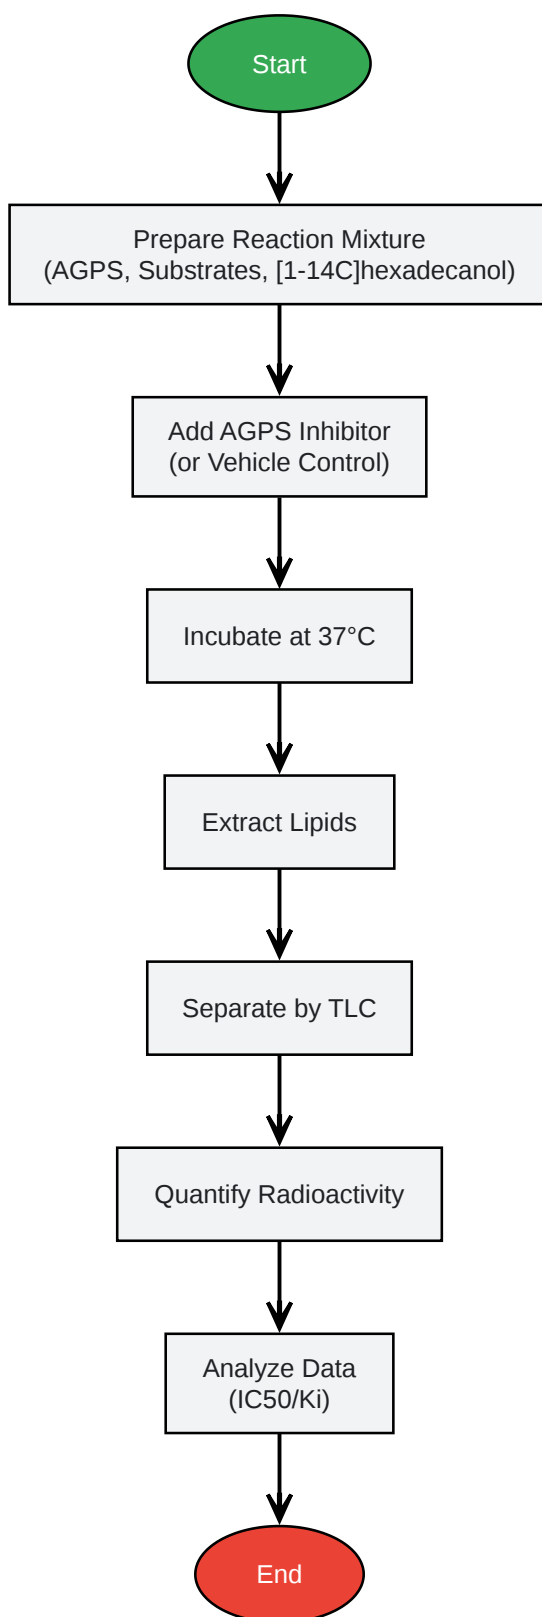 Start
Prepare Reaction Mixture
(AGPS, Substrates, [1-14C]hexadecanol)
Add AGPS Inhibitor
(or Vehicle Control)
Incubate at 37°C
Extract Lipids
Separate by TLC
Quantify Radioactivity
Analyze Data
(IC50/Ki)
End